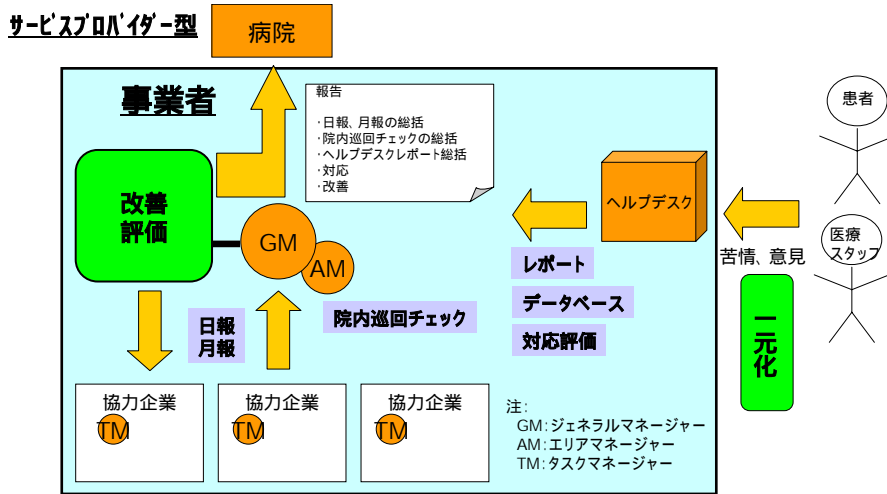 サービスプロバイダー型
病院
事業者
報告
・日報、月報の総括
・院内巡回チェックの総括
・ヘルプデスクレポート総括
・対応
・改善
患者
改善
評価
ヘルプデスク
GM
AM
医療
スタッフ
苦情、意見
レポート
データベース
対応評価
日報
月報
院内巡回チェック
一元化
協力企業
TM
協力企業
TM
協力企業
TM
注:
GM:ジェネラルマネージャー
AM:エリアマネージャー
TM:タスクマネージャー